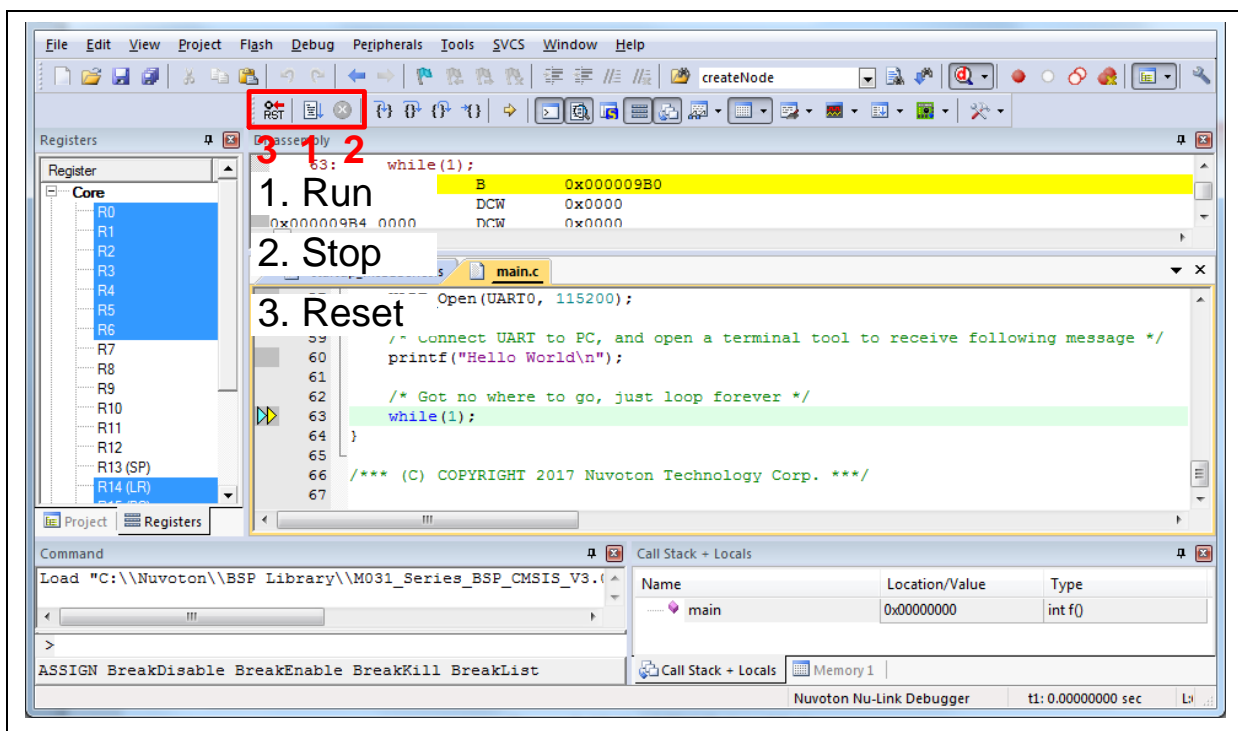 File Edit View Project Flash Debug Peripherals Tools SVCS Window Help
createNode
RST
3 1 2
Registers
Disassembly
Register
Core
R0
R1
R2
R3
R4
R5
R6
R7
R8
R9
R10
R11
R12
R13 (SP)
R14 (LR)
Project Registers
63: while(1);
1. Run
B 0x000009B0
DCW 0x0000
0x000009B4 0000 DCW 0x0000
2. Stop
main.c
3. Reset
Open(UART0, 115200);
59 /* Connect UART to PC, and open a terminal tool to receive following message */
60 printf("Hello World\n");
61
62 /* Got no where to go, just loop forever */
63 while(1);
64 }
65
66 /*** (C) COPYRIGHT 2017 Nuvoton Technology Corp. ***/
67
Command
Load "C:\\Nuvoton\\BSP Library\\M031_Series_BSP_CMSIS_V3.
>
ASSIGN BreakDisable BreakEnable BreakKill BreakList
Call Stack + Locals
Name Location/Value Type
main 0x00000000 int f()
Call Stack + Locals Memory 1
Nuvoton Nu-Link Debugger t1: 0.00000000 sec